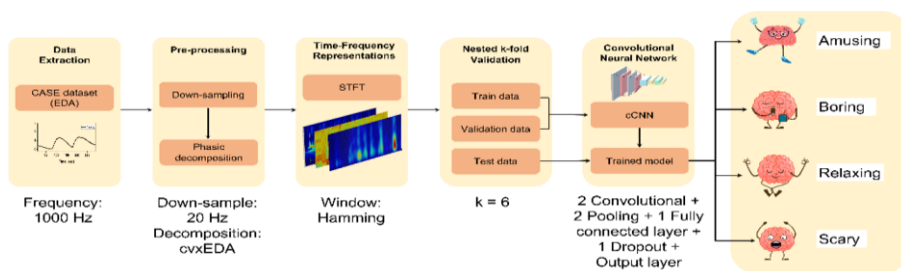 Data
Extraction
CASE dataset
(EDA)
Frequency:
1000 Hz
Pre-processing
Down-sampling
Phasic
decomposition
Down-sample:
20 Hz
Decomposition:
cvxEDA
Time-Frequency
Representations
STFT
Window:
Hamming
Nested k-fold
Validation
Train data
Validation data
Test data
k = 6
Convolutional
Neural Network
cCNN
Trained model
2 Convolutional +
2 Pooling + 1 Fully
connected layer +
1 Dropout +
Output layer
Amusing
Boring
Relaxing
Scary